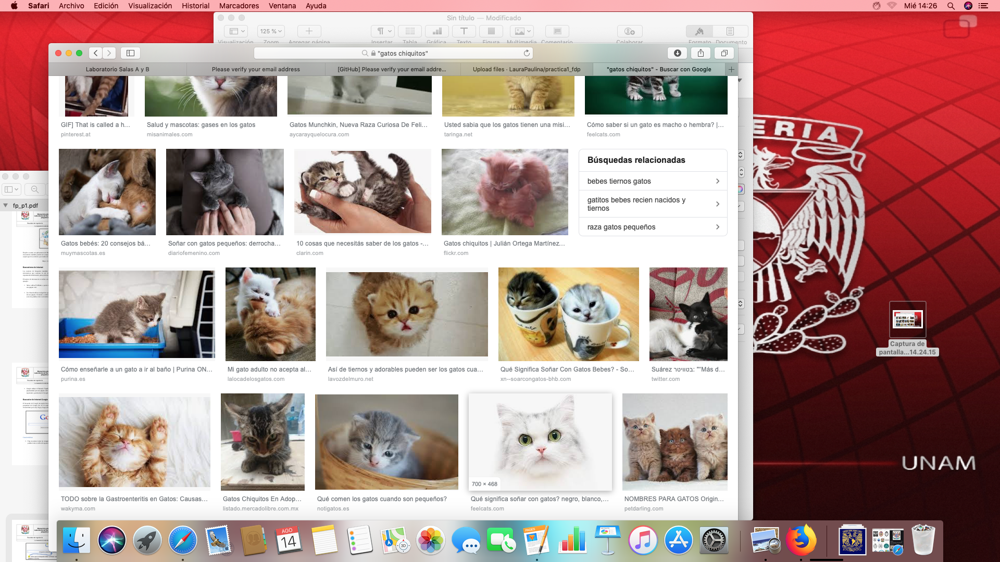 Safari Archivo Edición Visualización Historial Marcadores Ventana Ayuda Mié 14:26
Sin título — Modificado
125 %
Visualización Zoom Agregar página Insertar Tabla Gráfica Texto Figura Multimedia Comentario Colaborar Formato Documento
"gatos chiquitos"
Laboratorio Salas A y B
Please verify your email address
[GitHub] Please verify your email addre...
Upload files · LauraPaulina/practica1_fdp
"gatos chiquitos" - Buscar con Google
GIF] That is called a h...
pinterest.at
Salud y mascotas: gases en los gatos
misanimales.com
Gatos Munchkin, Nueva Raza Curiosa De Feli...
aycarayquelocura.com
Usted sabia que los gatos tienen una misi...
taringa.net
Cómo saber si un gato es macho o hembra? |...
feelcats.com
ERIA
Gatos bebés: 20 consejos bá...
muymascotas.es
Soñar con gatos pequeños: derrocha...
diariofemenino.com
10 cosas que necesitás saber de los gatos -...
clarin.com
Gatos chiquitos | Julián Ortega Martínez...
flickr.com
Búsquedas relacionadas
bebes tiernos gatos
gatitos bebes recien nacidos y
tiernos
raza gatos pequeños
fp_p1.pdf
Cómo enseñarle a un gato a ir al baño | Purina ON...
purina.es
Mi gato adulto no acepta al...
lalocadelosgatos.com
Así de tiernos y adorables pueden ser los gatos cua...
lavozdelmuro.net
Qué Significa Soñar Con Gatos Bebes? - So...
xn--soarcongatos-bhb.com
Suárez בטוויטר: ""Más d...
twitter.com
Captura de
pantalla...14.24.15
TODO sobre la Gastroenteritis en Gatos: Causas...
wakyma.com
Gatos Chiquitos En Adop...
listado.mercadolibre.com.mx
Qué comen los gatos cuando son pequeños?
notigatos.es
700 × 468
Qué significa soñar con gatos? negro, blanco,...
feelcats.com
NOMBRES PARA GATOS Origin...
petdarling.com
UNAM
AGO
14
3D
PAGES